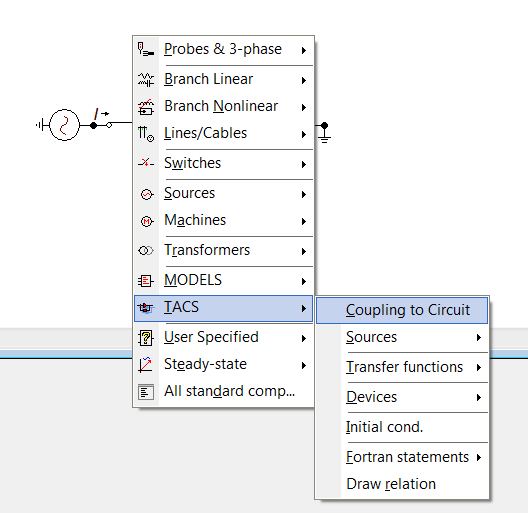 Probes & 3-phase
Branch Linear
I
Branch Nonlinear
Lines/Cables
Switches
Sources
M
Machines
Transformers
MODELS
TACS
Coupling to Circuit
?
User Specified
Sources
Steady-state
Transfer functions
All standard comp...
Devices
Initial cond.
Fortran statements
Draw relation